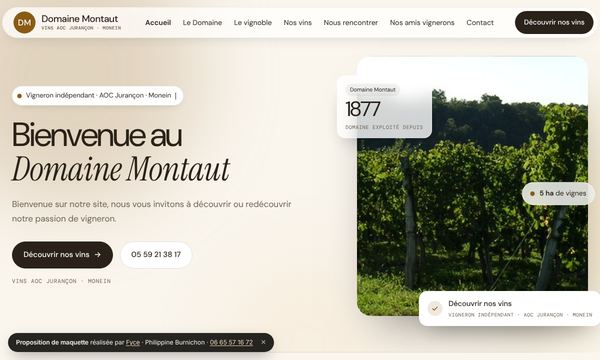 DM
Domaine Montaut
VINS AOC JURANÇON · MONEIN
Accueil
Le Domaine
Le vignoble
Nos vins
Nous rencontrer
Nos amis vignerons
Contact
Découvrir nos vins
Vigneron indépendant · AOC Jurançon · Monein |
Bienvenue au
Domaine Montaut
Bienvenue sur notre site, nous vous invitons à découvrir ou redécouvrir
notre passion de vigneron.
Découvrir nos vins →
05 59 21 38 17
VINS AOC JURANÇON · MONEIN
Domaine Montaut
1877
DOMAINE EXPLOITÉ DEPUIS
5 ha de vignes
Découvrir nos vins
VIGNERON INDÉPENDANT · AOC JURANÇON · MONEIN
Proposition de maquette réalisée par Fyce · Philippine Burnichon · 06 65 57 16 72 ×